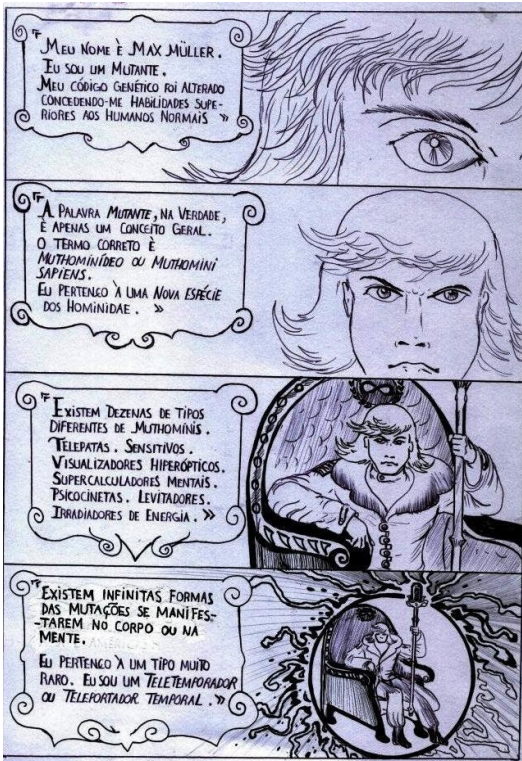 "Meu Nome è Max Müller.
Eu sou um Mutante.
Meu código genético foi alterado
concedendo-me habilidades supe-
riores aos humanos normais »
"A palavra Mutante, na verdade,
è apenas um conceito geral.
O termo correto è
Muthominídeo ou Muthomini
Sapiens.
Eu pertenço à uma Nova Espécie
dos Hominidae. »
"Existem dezenas de tipos
diferentes de Muthominis.
Telepatas. Sensitivos.
Visualizadores Hiperópticos.
Supercalculadores Mentais.
Psicocinetas. Levitadores.
Irradiadores de Energia. »
"Existem infinitas formas
das mutações se manifes-
-tarem no corpo ou na
mente.
Eu pertenço à um tipo muito
raro. Eu sou um Teletemporador
ou Teleportador Temporal. »